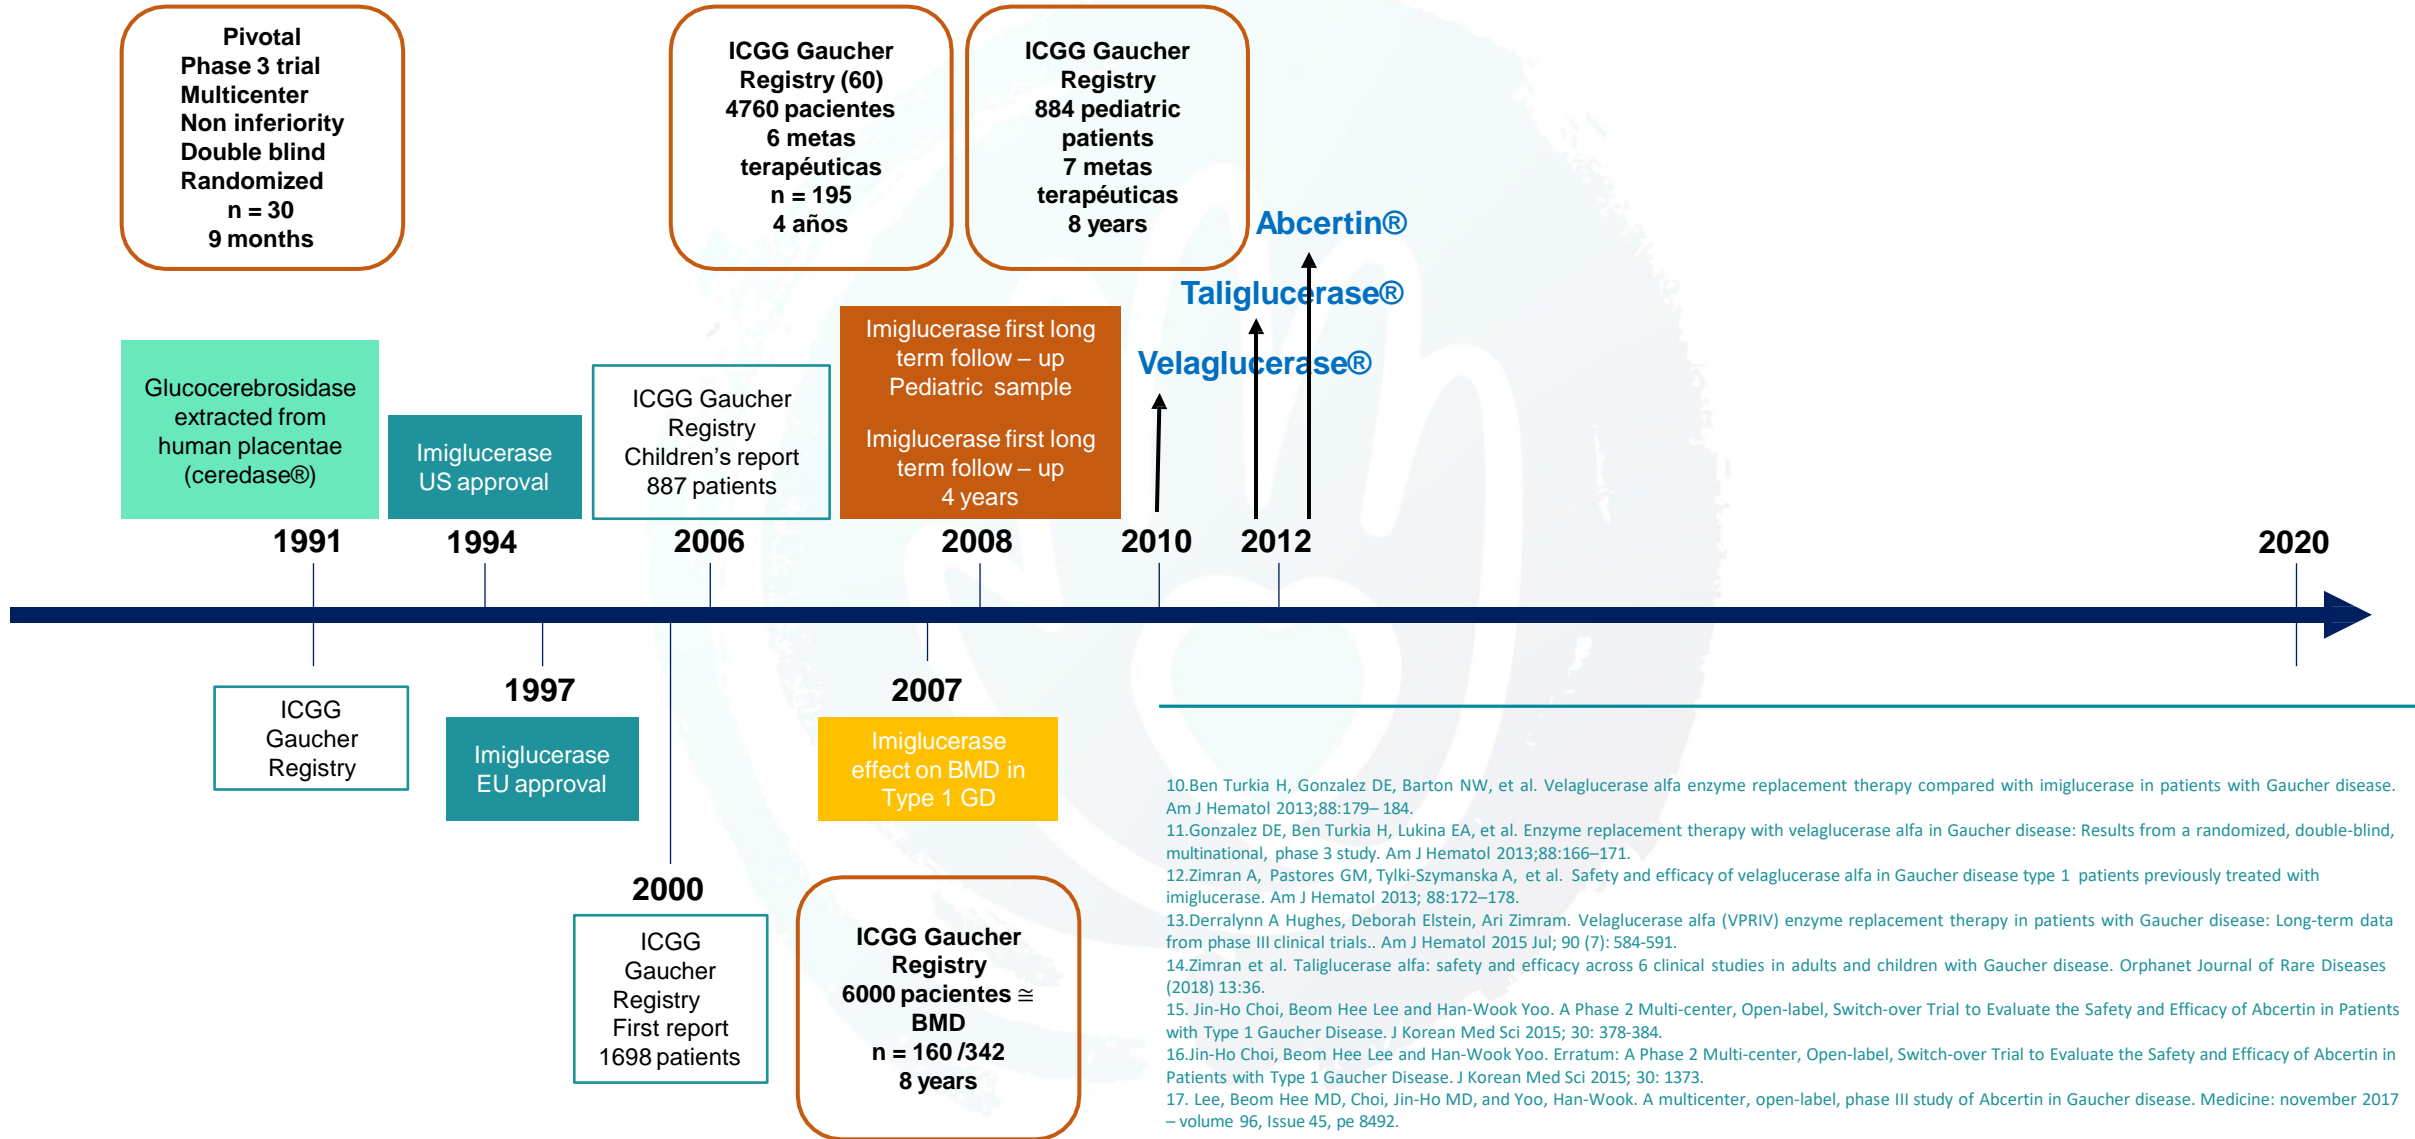 Pivotal
Phase 3 trial
Multicenter
Non inferiority
Double blind
Randomized
n = 30
9 months
ICGG Gaucher
Registry (60)
4760 pacientes
6 metas
terapéuticas
n = 195
4 años
ICGG Gaucher
Registry
884 pediatric
patients
7 metas
terapéuticas
8 years
Abcertin®
Taliglucerase®
Velaglucerase®
Glucocerebrosidase
extracted from
human placentae
(ceredase®)
Imiglucerase
US approval
ICGG Gaucher
Registry
Children’s report
887 patients
Imiglucerase first long
term follow – up
Pediatric sample
Imiglucerase first long
term follow – up
4 years
1991
1994
2006
2008
2010
2012
2020
ICGG
Gaucher
Registry
1997
Imiglucerase
EU approval
2000
ICGG
Gaucher
Registry
First report
1698 patients
2007
Imiglucerase
effect on BMD in
Type 1 GD
ICGG Gaucher
Registry
6000 pacientes ≅
BMD
n = 160 /342
8 years
10.Ben Turkia H, Gonzalez DE, Barton NW, et al. Velaglucerase alfa enzyme replacement therapy compared with imiglucerase in patients with Gaucher disease.
Am J Hematol 2013;88:179– 184.
11.Gonzalez DE, Ben Turkia H, Lukina EA, et al. Enzyme replacement therapy with velaglucerase alfa in Gaucher disease: Results from a randomized, double-blind,
multinational, phase 3 study. Am J Hematol 2013;88:166–171.
12.Zimran A, Pastores GM, Tylki-Szymanska A, et al. Safety and efficacy of velaglucerase alfa in Gaucher disease type 1 patients previously treated with
imiglucerase. Am J Hematol 2013; 88:172–178.
13.Derralynn A Hughes, Deborah Elstein, Ari Zimram. Velaglucerase alfa (VPRIV) enzyme replacement therapy in patients with Gaucher disease: Long-term data
from phase III clinical trials.. Am J Hematol 2015 Jul; 90 (7): 584-591.
14.Zimran et al. Taliglucerase alfa: safety and efficacy across 6 clinical studies in adults and children with Gaucher disease. Orphanet Journal of Rare Diseases
(2018) 13:36.
15. Jin-Ho Choi, Beom Hee Lee and Han-Wook Yoo. A Phase 2 Multi-center, Open-label, Switch-over Trial to Evaluate the Safety and Efficacy of Abcertin in Patients
with Type 1 Gaucher Disease. J Korean Med Sci 2015; 30: 378-384.
16.Jin-Ho Choi, Beom Hee Lee and Han-Wook Yoo. Erratum: A Phase 2 Multi-center, Open-label, Switch-over Trial to Evaluate the Safety and Efficacy of Abcertin in
Patients with Type 1 Gaucher Disease. J Korean Med Sci 2015; 30: 1373.
17. Lee, Beom Hee MD, Choi, Jin-Ho MD, and Yoo, Han-Wook. A multicenter, open-label, phase III study of Abcertin in Gaucher disease. Medicine: november 2017
– volume 96, Issue 45, pe 8492.